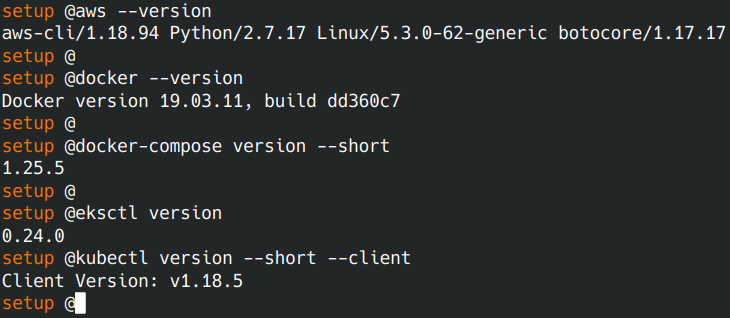 setup @aws --version
aws-cli/1.18.94 Python/2.7.17 Linux/5.3.0-62-generic botocore/1.17.17
setup @
setup @docker --version
Docker version 19.03.11, build dd360c7
setup @
setup @docker-compose version --short
1.25.5
setup @
setup @eksctl version
0.24.0
setup @kubectl version --short --client
Client Version: v1.18.5
setup @